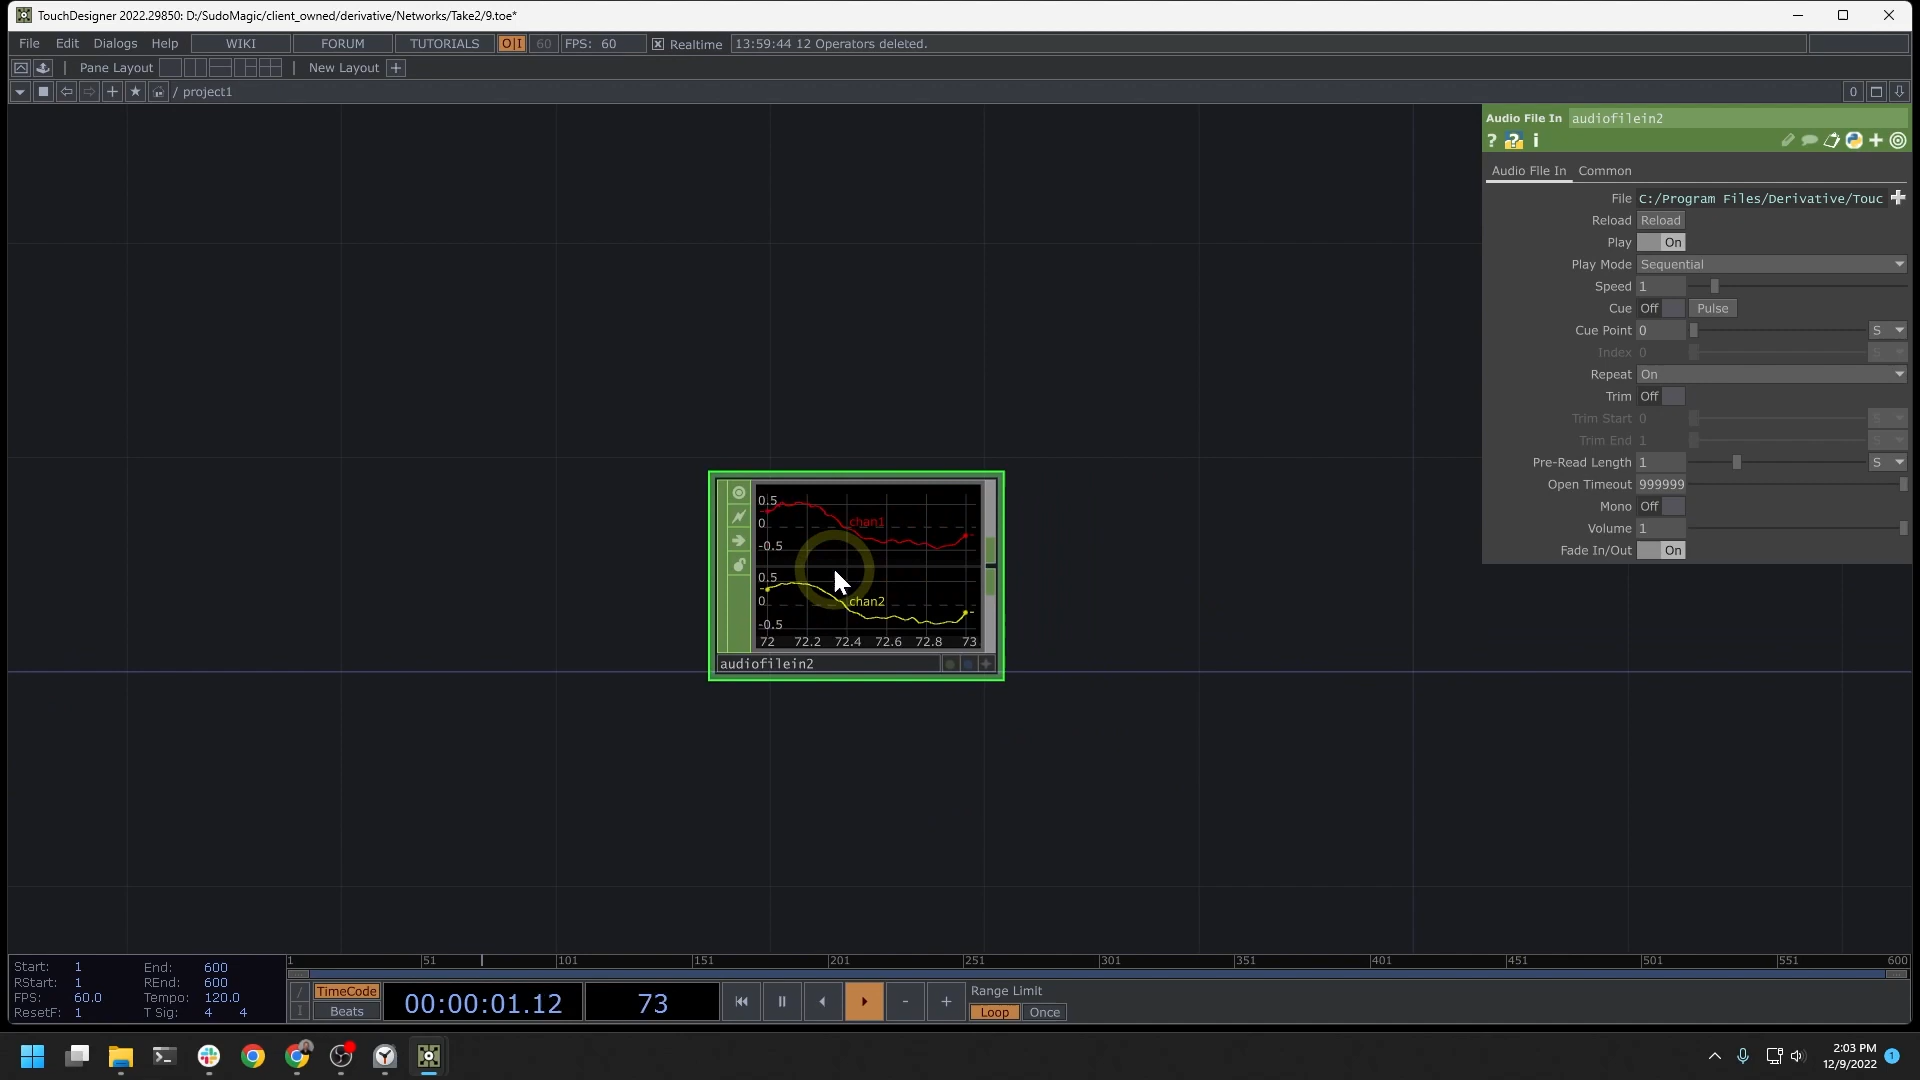 TouchDesigner 2022.29850: D:/SudoMagic/client_owned/derivative/Networks/Take2/9.toe*
File Edit Dialogs Help WIKI FORUM TUTORIALS O|I 60 FPS: 60 Realtime 13:59:44 12 Operators deleted.
Pane Layout New Layout +
/ project1 0
Audio File In audiofilein2
? ? i
Audio File In Common
File C:/Program Files/Derivative/Touc
Reload Reload
Play On
Play Mode Sequential
Speed 1
Cue Off Pulse
Cue Point 0 S
Index 0 S
Repeat On
Trim Off
Trim Start 0 S
Trim End 1 S
Pre-Read Length 1 S
Open Timeout 999999
Mono Off
Volume 1
Fade In/Out On
0.5
0 chan1
-0.5
0.5
0 chan2
-0.5
72 72.2 72.4 72.6 72.8 73
audiofilein2
1 51 101 151 201 251 301 351 401 451 501 551 600
Start: 1 End: 600
RStart: 1 REnd: 600
FPS: 60.0 Tempo: 120.0
ResetF: 1 T Sig: 4 4
/ TimeCode
I Beats
00:00:01.12 73 - +
Range Limit
Loop Once
2:03 PM
12/9/2022 1